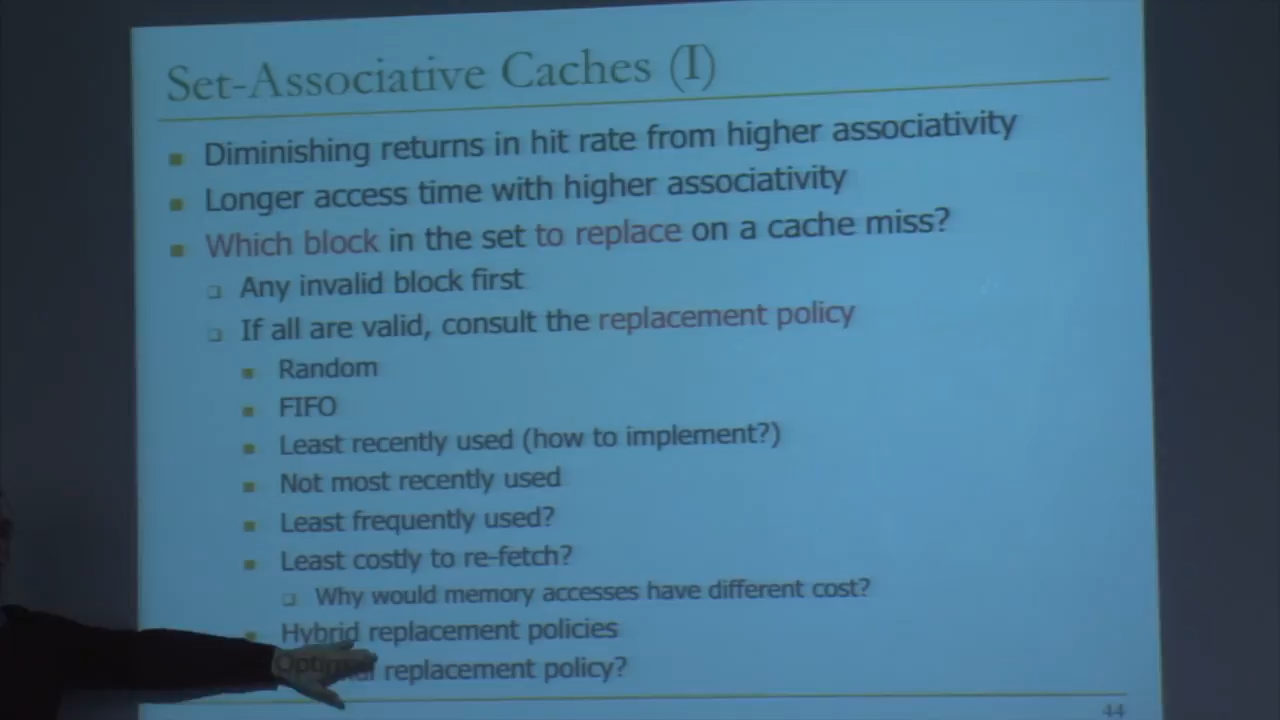 Set-Associative Caches (I)
Diminishing returns in hit rate from higher associativity
Longer access time with higher associativity
Which block in the set to replace on a cache miss?
Any invalid block first
If all are valid, consult the replacement policy
Random
FIFO
Least recently used (how to implement?)
Not most recently used
Least frequently used?
Least costly to re-fetch?
Why would memory accesses have different cost?
Hybrid replacement policies
Optimal replacement policy?
44